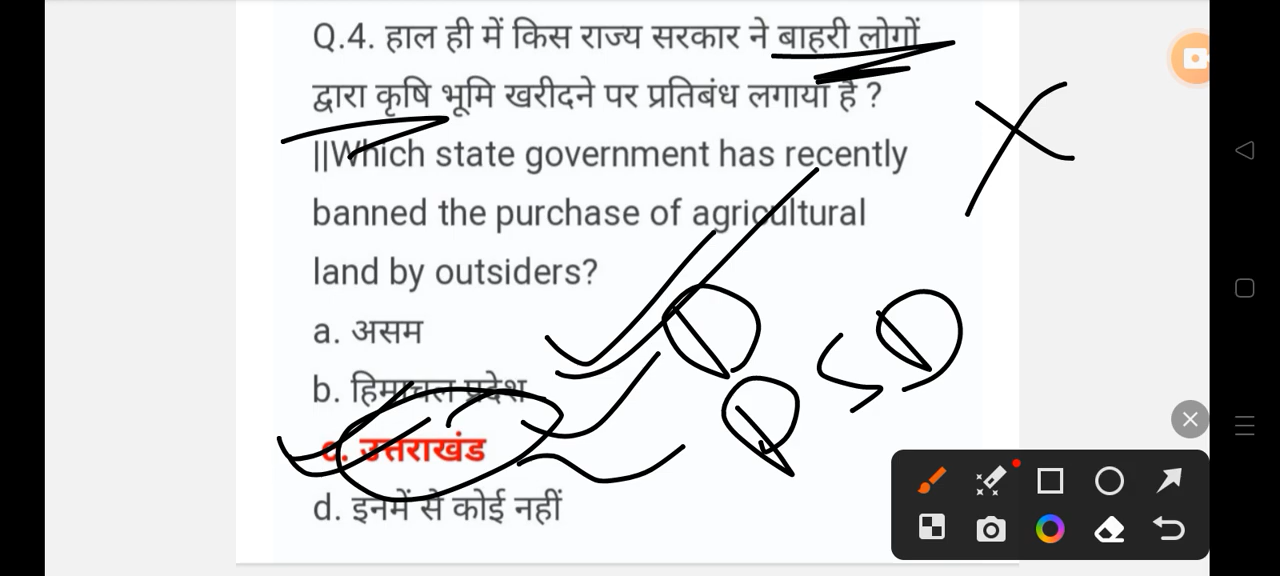 Q.4. हाल ही में किस राज्य सरकार ने बाहरी लोगों
द्वारा कृषि भूमि खरीदने पर प्रतिबंध लगाया है ?
||Which state government has recently
banned the purchase of agricultural
land by outsiders?
a. असम
b. हिमाचल प्रदेश
c. उत्तराखंड
d. इनमें से कोई नहीं